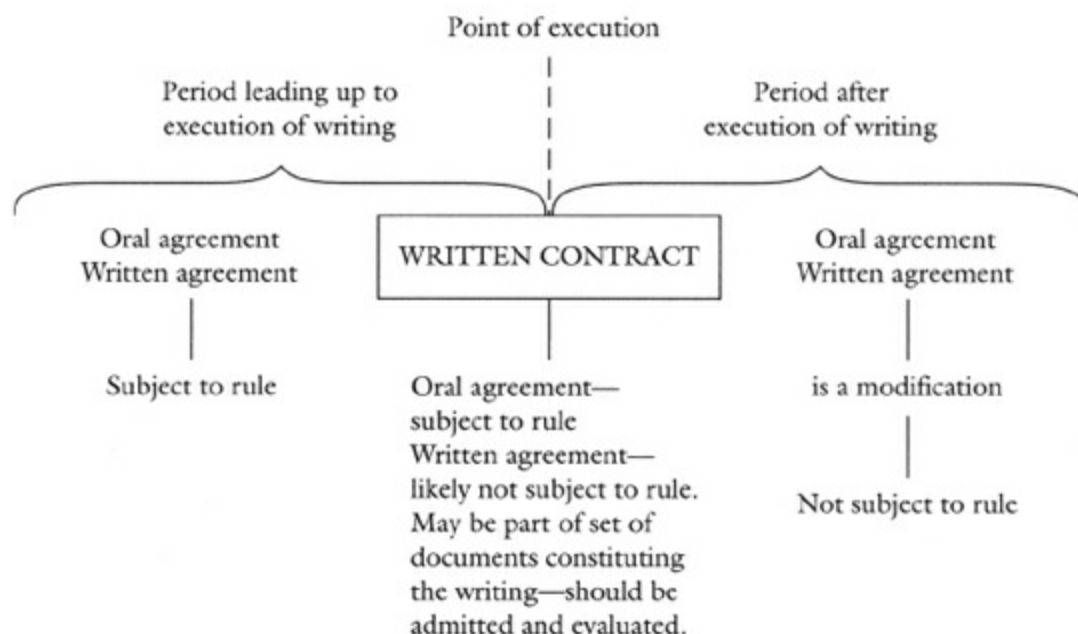 Point of execution
Period leading up to
execution of writing
Period after
execution of writing
Oral agreement
Written agreement
WRITTEN CONTRACT
Oral agreement
Written agreement
Subject to rule
Oral agreement—
subject to rule
Written agreement—
likely not subject to rule.
May be part of set of
documents constituting
the writing—should be
admitted and evaluated.
is a modification
Not subject to rule